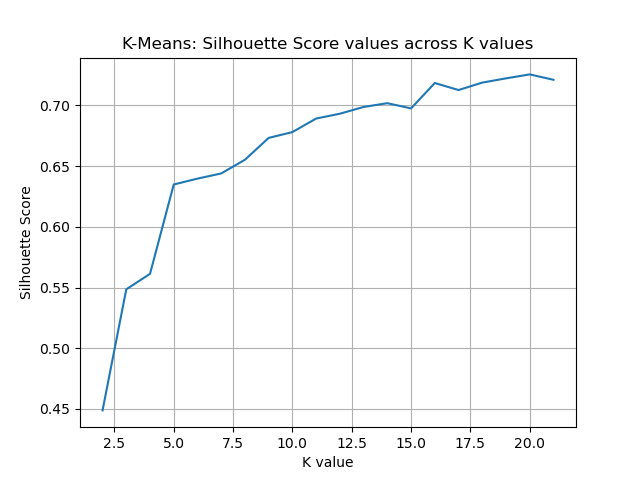 K-Means: Silhouette Score values across K values
0.70
0.65
0.60
0.55
0.50
0.45
Silhouette Score
2.5 5.0 7.5 10.0 12.5 15.0 17.5 20.0
K value